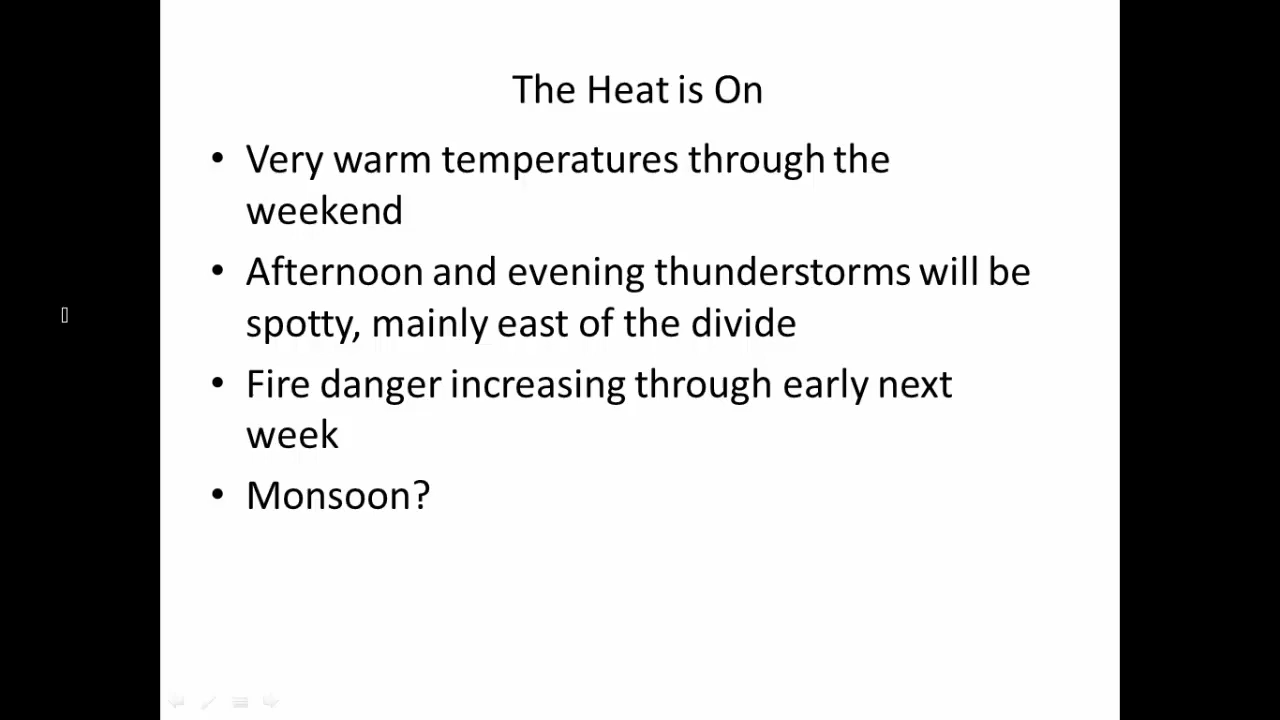 The Heat is On
• Very warm temperatures through the
weekend
• Afternoon and evening thunderstorms will be
spotty, mainly east of the divide
• Fire danger increasing through early next
week
• Monsoon?